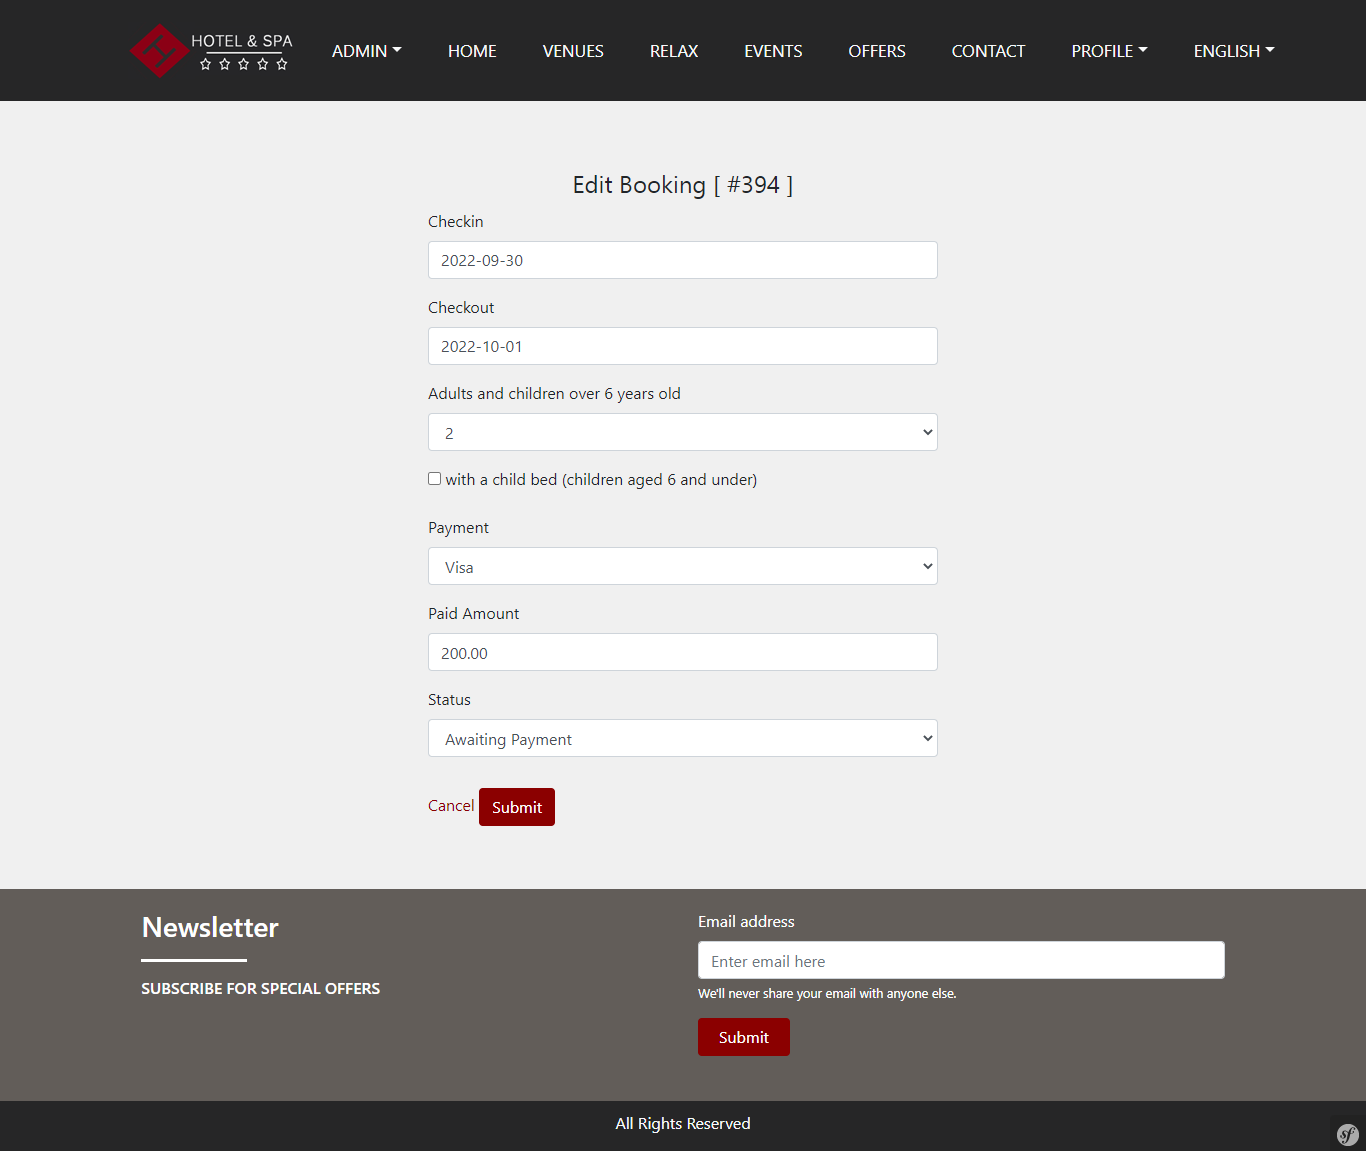 HOTEL & SPA
ADMIN
HOME
VENUES
RELAX
EVENTS
OFFERS
CONTACT
PROFILE
ENGLISH
Edit Booking [ #394 ]
Checkin
2022-09-30
Checkout
2022-10-01
Adults and children over 6 years old
2
with a child bed (children aged 6 and under)
Payment
Visa
Paid Amount
200.00
Status
Awaiting Payment
Cancel Submit
Newsletter
SUBSCRIBE FOR SPECIAL OFFERS
Email address
Enter email here
We'll never share your email with anyone else.
Submit
All Rights Reserved
sf